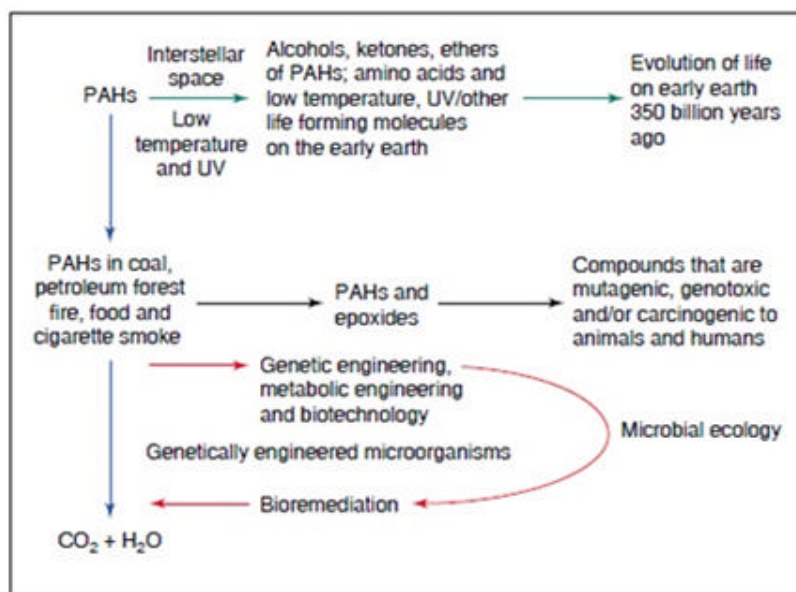 PAHs
Interstellar
space
Low
temperature
and UV
Alcohols, ketones, ethers
of PAHs; amino acids and
low temperature, UV/other
life forming molecules
on the early earth
Evolution of life
on early earth
350 billion years
ago
PAHs in coal,
petroleum forest
fire, food and
cigarette smoke
PAHs and
epoxides
Compounds that are
mutagenic, genotoxic
and/or carcinogenic to
animals and humans
Genetic engineering,
metabolic engineering
and biotechnology
Microbial ecology
Genetically engineered microorganisms
Bioremediation
CO₂ + H₂O